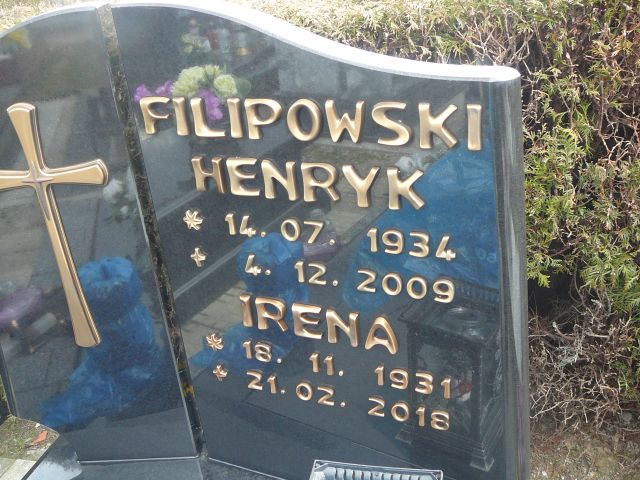 FILIPOWSKI
HENRYK
* 14. 07. 1934
+ 4. 12. 2009
IRENA
* 18. 11. 1931
+ 21. 02. 2018